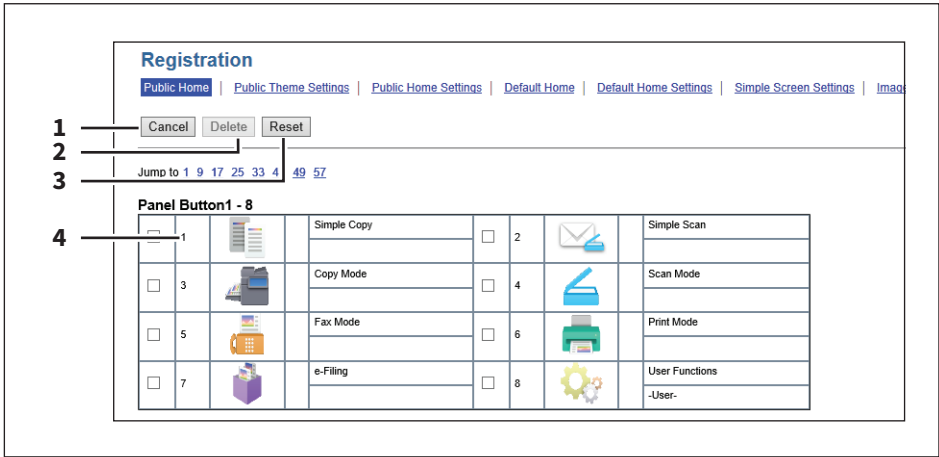 Registration
Public Home | Public Theme Settings | Public Home Settings | Default Home | Default Home Settings | Simple Screen Settings | Imag
1 Cancel Delete Reset
2
Jump to 1 9 17 25 33 4 49 57
3
Panel Button1 - 8
4 1 Simple Copy 2 Simple Scan
3 Copy Mode 4 Scan Mode
5 Fax Mode 6 Print Mode
7 e-Filing 8 User Functions
-User-